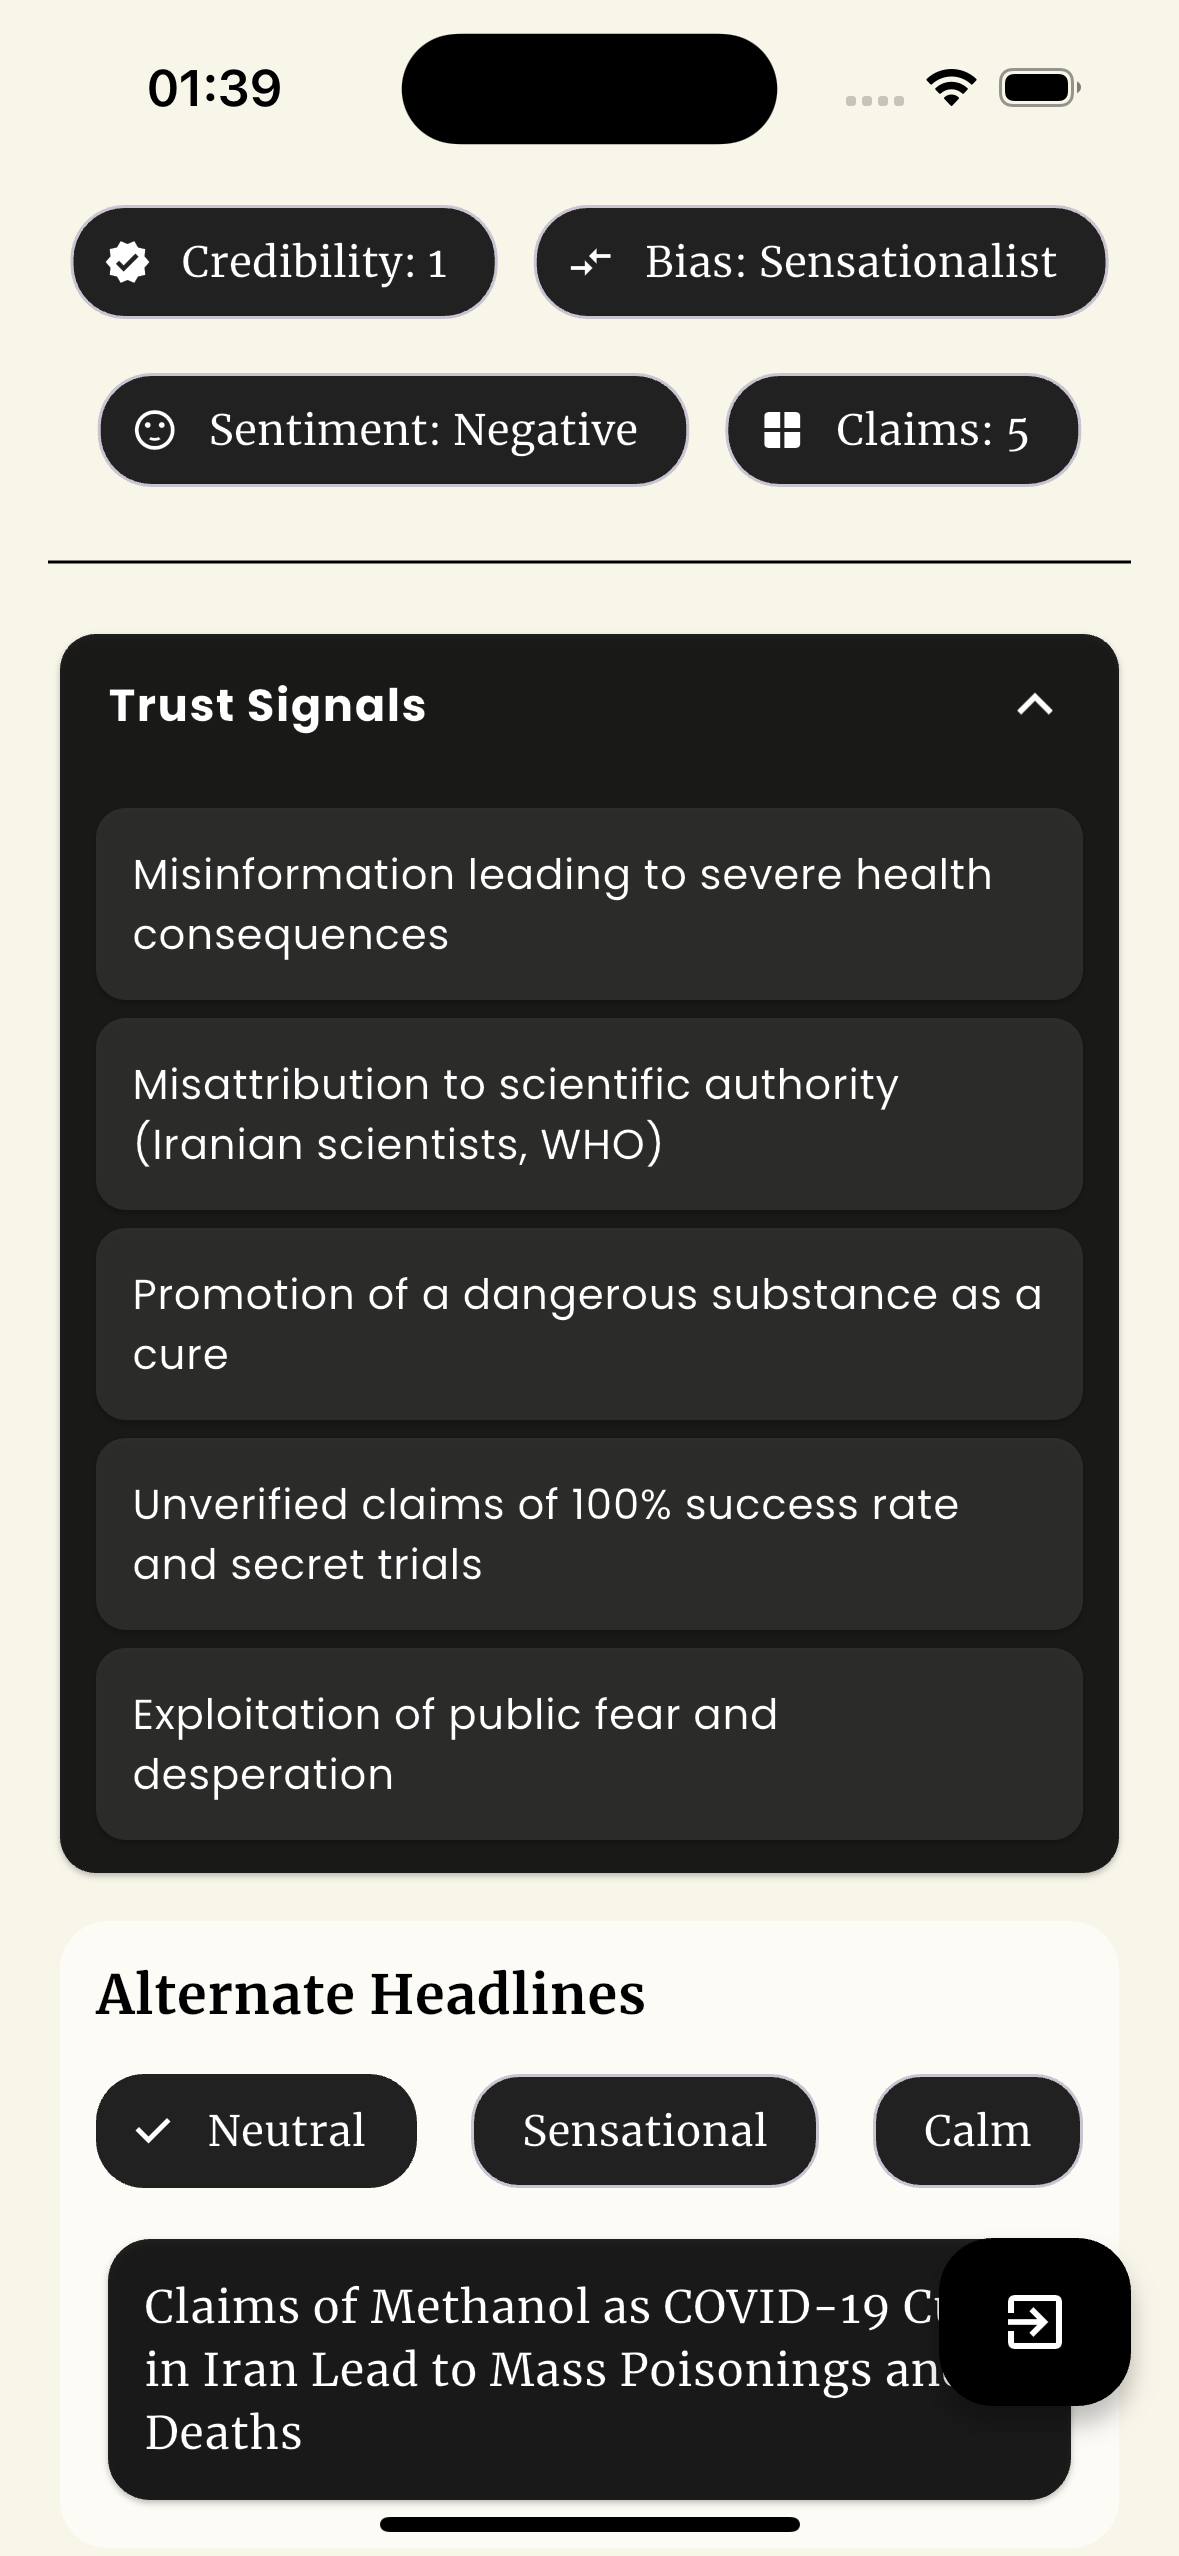 01:39
Credibility: 1
Bias: Sensationalist
Sentiment: Negative
Claims: 5
Trust Signals
Misinformation leading to severe health
consequences
Misattribution to scientific authority
(Iranian scientists, WHO)
Promotion of a dangerous substance as a
cure
Unverified claims of 100% success rate
and secret trials
Exploitation of public fear and
desperation
Alternate Headlines
Neutral
Sensational
Calm
Claims of Methanol as COVID-19
in Iran Lead to Mass Poisonings
Deaths